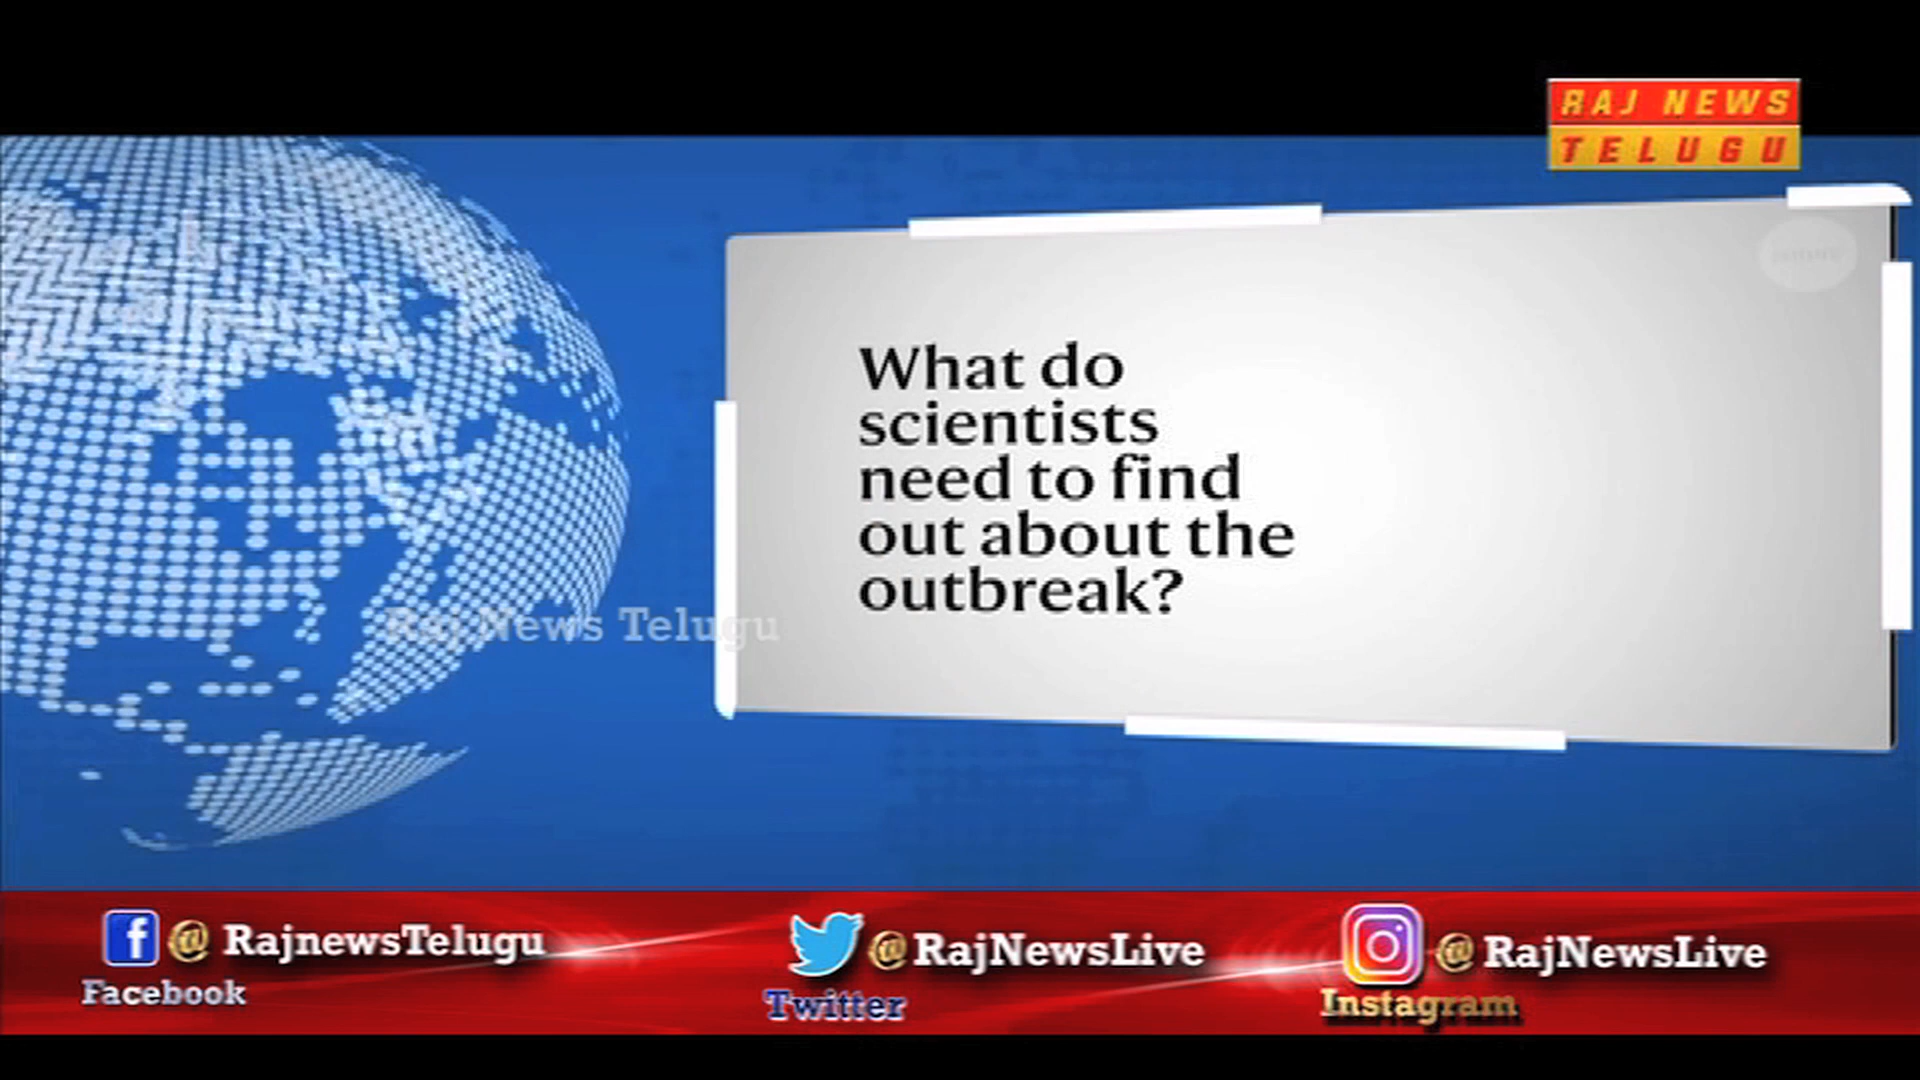 RAJ NEWS
TELUGU
What do
scientists
need to find
out about the
outbreak?
Raj News Telugu
@ RajnewsTelugu
Facebook
@ RajNewsLive
Twitter
@ RajNewsLive
Instagram